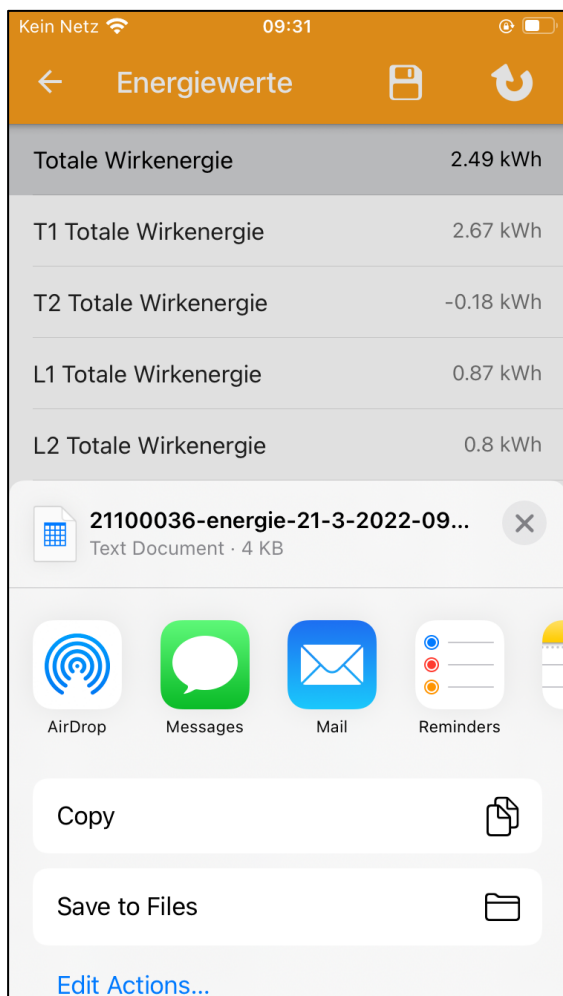 Kein Netz 09:31
Energiewerte
Totale Wirkenergie 2.49 kWh
T1 Totale Wirkenergie 2.67 kWh
T2 Totale Wirkenergie -0.18 kWh
L1 Totale Wirkenergie 0.87 kWh
L2 Totale Wirkenergie 0.8 kWh
21100036-energie-21-3-2022-09...
Text Document · 4 KB
AirDrop Messages Mail Reminders
Copy
Save to Files
Edit Actions...